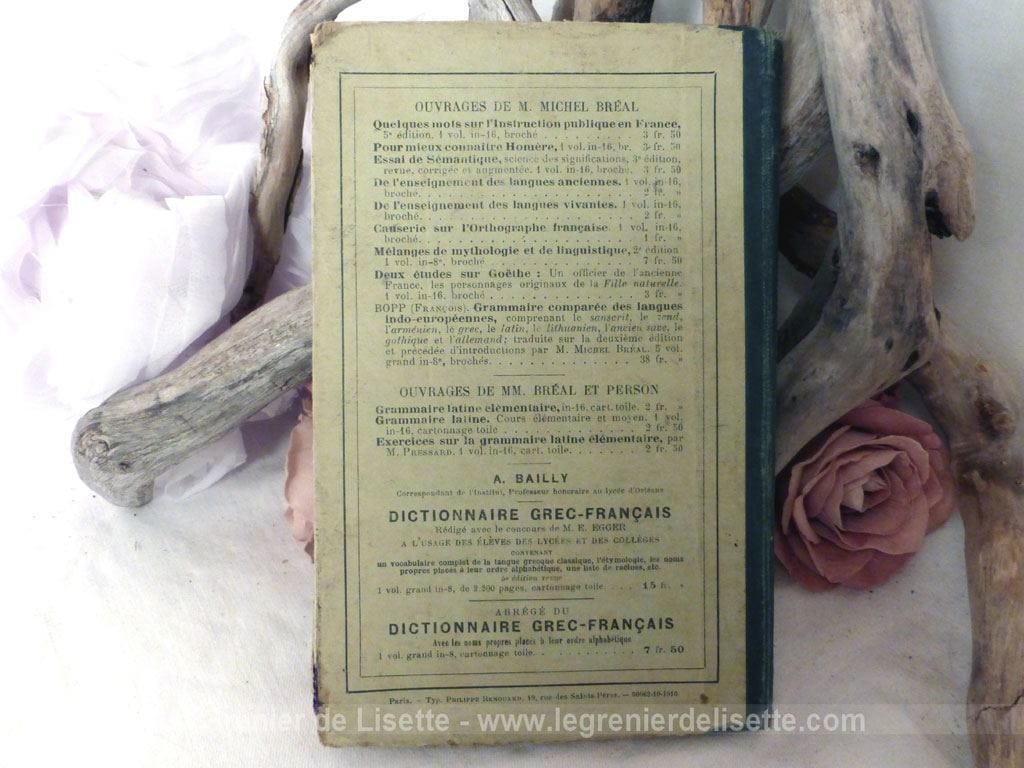 OUVRAGES DE M. MICHEL BRÉAL
Quelques mots sur l'Instruction publique en France,
5e édition. 1 vol. in-16, broché . . . . . . . . . 3 fr. 50
Pour mieux connaître Homère, 1 vol. in-16, br. 3 fr. 50
Essai de Sémantique, science des significations, 3e édition,
revue, corrigée et augmentée. 1 vol. in-16, broché. 3 fr. 50
De l'enseignement des langues anciennes. 1 vol. in-16,
broché. . . . . . . . . . . . . . . . . . . . 2 fr. »
De l'enseignement des langues vivantes. 1 vol. in-16,
broché. . . . . . . . . . . . . . . . . . . . 2 fr. »
Causerie sur l'Orthographe française. 1 vol. in-16,
broché. . . . . . . . . . . . . . . . . . . . 1 fr. »
Mélanges de mythologie et de linguistique, 2e édition
1 vol. in-8°, broché . . . . . . . . . . . . . 7 fr. 50
Deux études sur Goëthe : Un officier de l'ancienne
France, les personnages originaux de la Fille naturelle.
1 vol. in-16. broché . . . . . . . . . . . . . 3 fr. »
BOPP (FRANÇOIS). Grammaire comparée des langues
indo-européennes, comprenant le sanscrit, le zend,
l'arménien, le grec, le latin, le lithuanien, l'ancien save, le
gothique et l'allemand; traduite sur la deuxième édition
et précédée d'introductions par M. MICHEL BRÉAL. 5 vol.
grand in-8°, brochés. . . . . . . . . . . . . 38 fr. »
OUVRAGES DE MM. BRÉAL ET PERSON
Grammaire latine élémentaire, in-16, cart. toile. 2 fr. »
Grammaire latine. Cours élémentaire et moyen. 1 vol.
in-16, cartonnage toile . . . . . . . . . . . . 2 fr. 50
Exercices sur la grammaire latine élémentaire, par
M. PRESSARD. 1 vol. in-16, cart. toile. . . . . . . 2 fr. 50
A. BAILLY
Correspondant de l'Institut, Professeur honoraire au lycée d'Orléans
DICTIONNAIRE GREC-FRANÇAIS
Rédigé avec le concours de M. E. EGGER
A L'USAGE DES ÉLÈVES DES LYCÉES ET DES COLLÈGES
CONTENANT
un vocabulaire complet de la langue grecque classique, l'étymologie, les noms
propres placés à leur ordre alphabétique, une liste de racines, etc.
édition revue
1 vol. grand in-8, de 2 200 pages, cartonnage toile. . . . 15 fr. »
ABRÉGÉ DU
DICTIONNAIRE GREC-FRANÇAIS
Avec les noms propres placés à leur ordre alphabétique
1 vol. grand in-8, cartonnage toile. . . . . . . . . . . 7 fr. 50
Paris. — Typ. PHILIPPE RENOUARD, 19, rue des Saints-Pères. — 50962-10-1910
de Lisette - www.legrenierdelisette.com